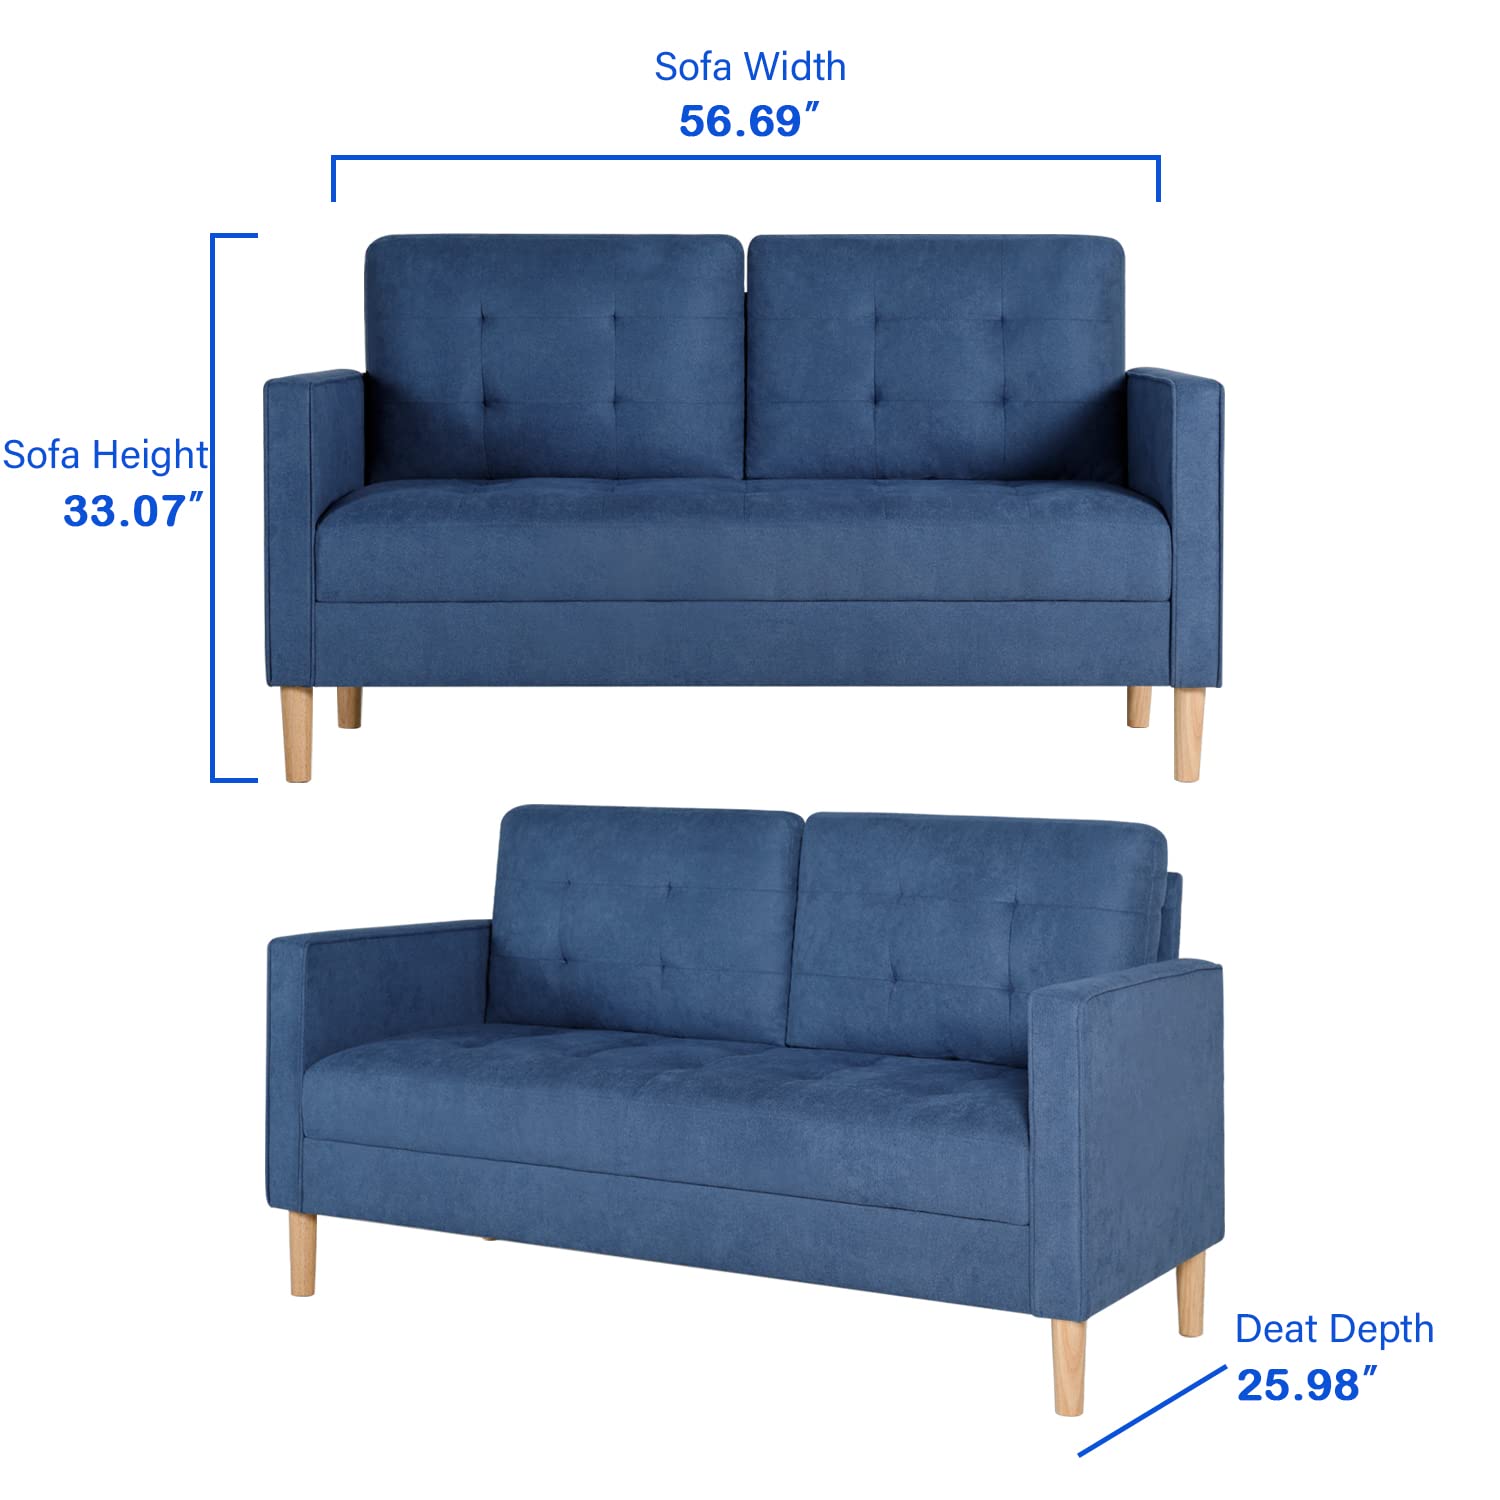 Sofa Width
56.69″
Sofa Height
33.07″
Deat Depth
25.98″